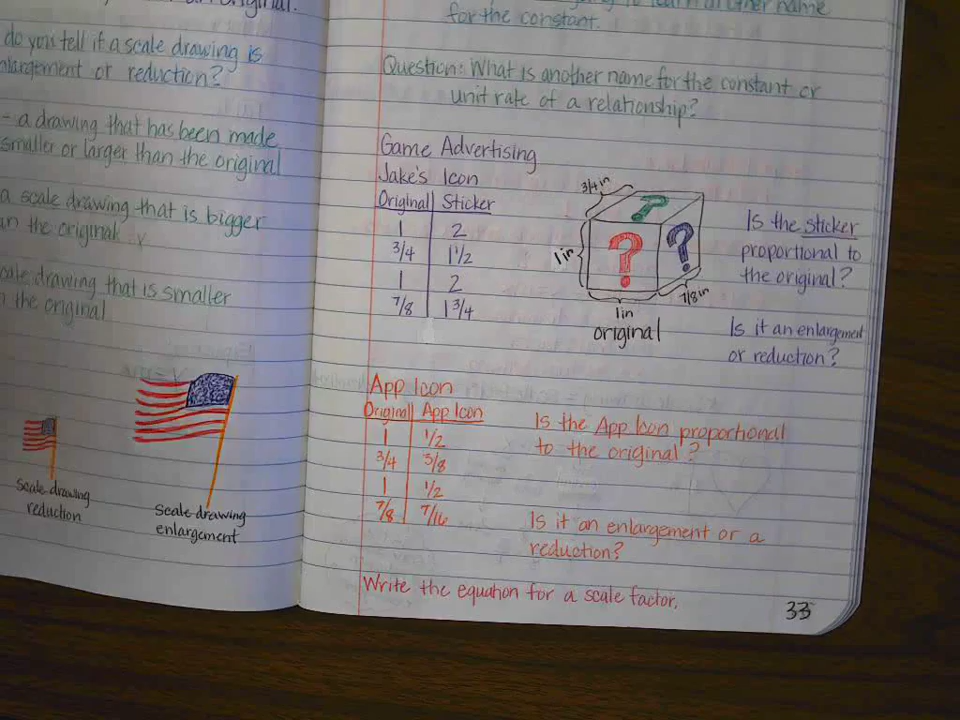 original.
do you tell if a scale drawing is
enlargement or reduction?
- a drawing that has been made
smaller or larger than the original
a scale drawing that is bigger
the original
scale drawing that is smaller
the original
scale drawing
reduction
scale drawing
enlargement
to learn another name
for the constant.
Question: What is another name for the constant or
unit rate of a relationship?
Game Advertising
Jake's Icon
Original Sticker
1 2
3/4 1 1/2
1 2
7/8 1 3/4
3/4 in
1 in
? ? ?
7/8 in
1 in
original
Is the sticker
proportional to
the original?
Is it an enlargement
or reduction?
App Icon
Original App Icon
1 1/2
3/4 3/8
1 1/2
7/8 7/16
Is the App Icon proportional
to the original?
Is it an enlargement or a
reduction?
Write the equation for a scale factor.
33